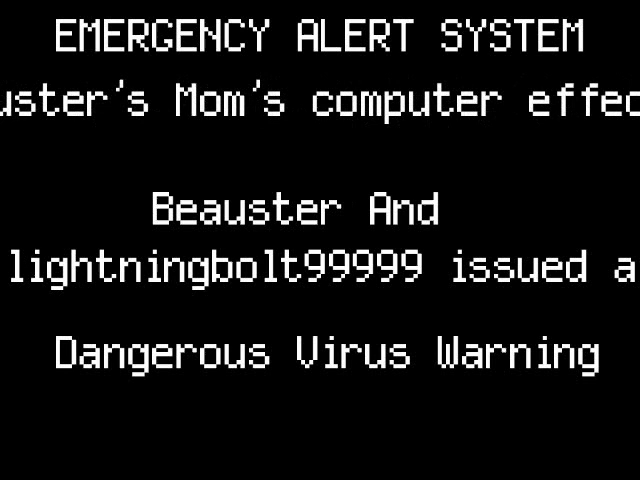 EMERGENCY ALERT SYSTEM
uster's Mom's computer effec
Beauster And
lightningbolt99999 issued a
Dangerous Virus Warning